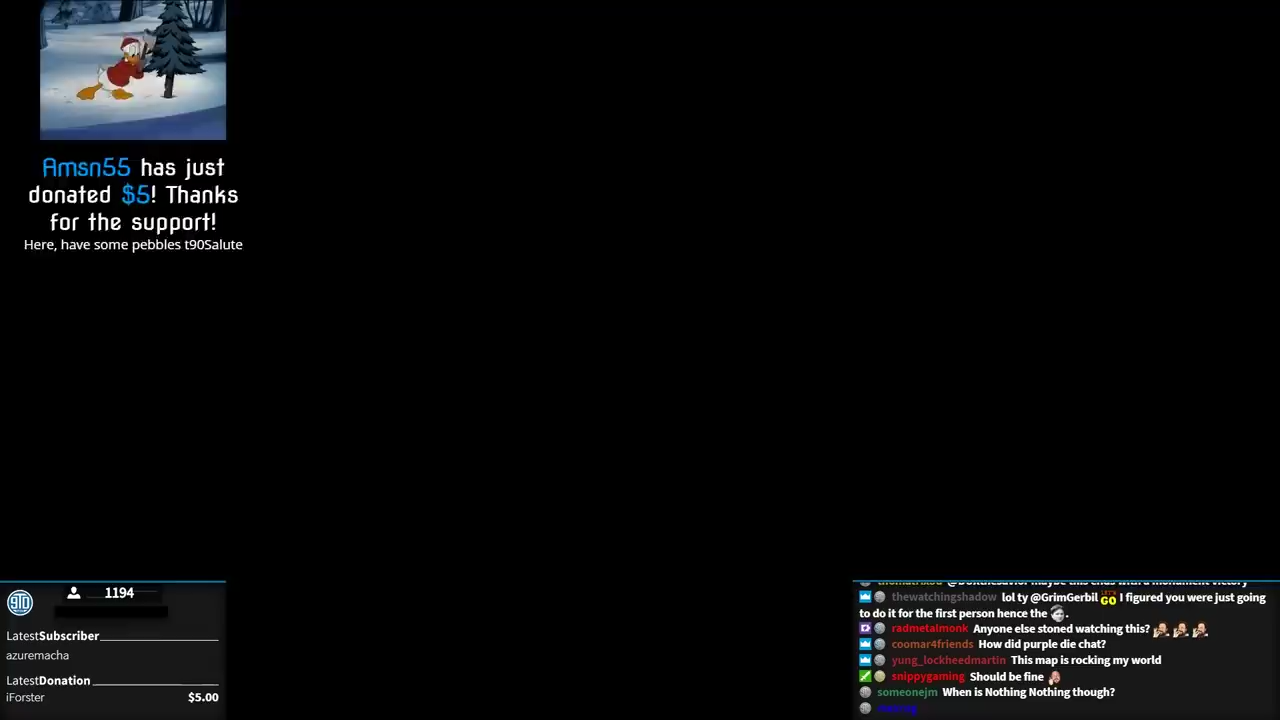 Amsn55 has just
donated $5! Thanks
for the support!
Here, have some pebbles t90Salute
1194
LatestSubscriber
azuremacha
LatestDonation
iForster $5.00
thewatchingshadow lol ty @GrimGerbil LET'S GO I figured you were just going
to do it for the first person hence the .
radmetalmonk Anyone else stoned watching this?
coomar4friends How did purple die chat?
yung_lockheedmartin This map is rocking my world
snippygaming Should be fine
someonejm When is Nothing Nothing though?